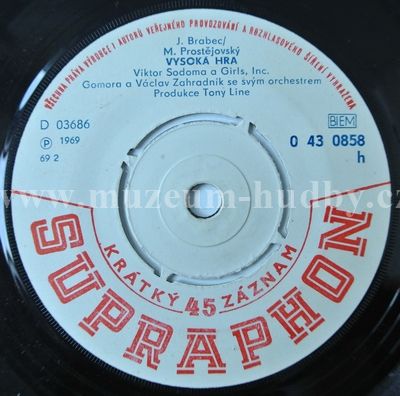 VŠECHNA PRÁVA VÝROBCE I AUTORŮ VEŘEJNÉHO PROVOZOVÁNÍ A ROZHLASOVÉHO ŠÍŘENÍ VYHRAZENA
J. Brabec/
M. Prostějovský
VYSOKÁ HRA
Viktor Sodoma a Girls, Inc.
Gomora a Václav Zahradník se svým orchestrem
Produkce Tony Line
D 03686
BIEM
Ⓟ 1969
0 43 0858
69 2
h
www.muzeum-hudby.cz
KRÁTKÝ 45 ZÁZNAM
SUPRAPHON